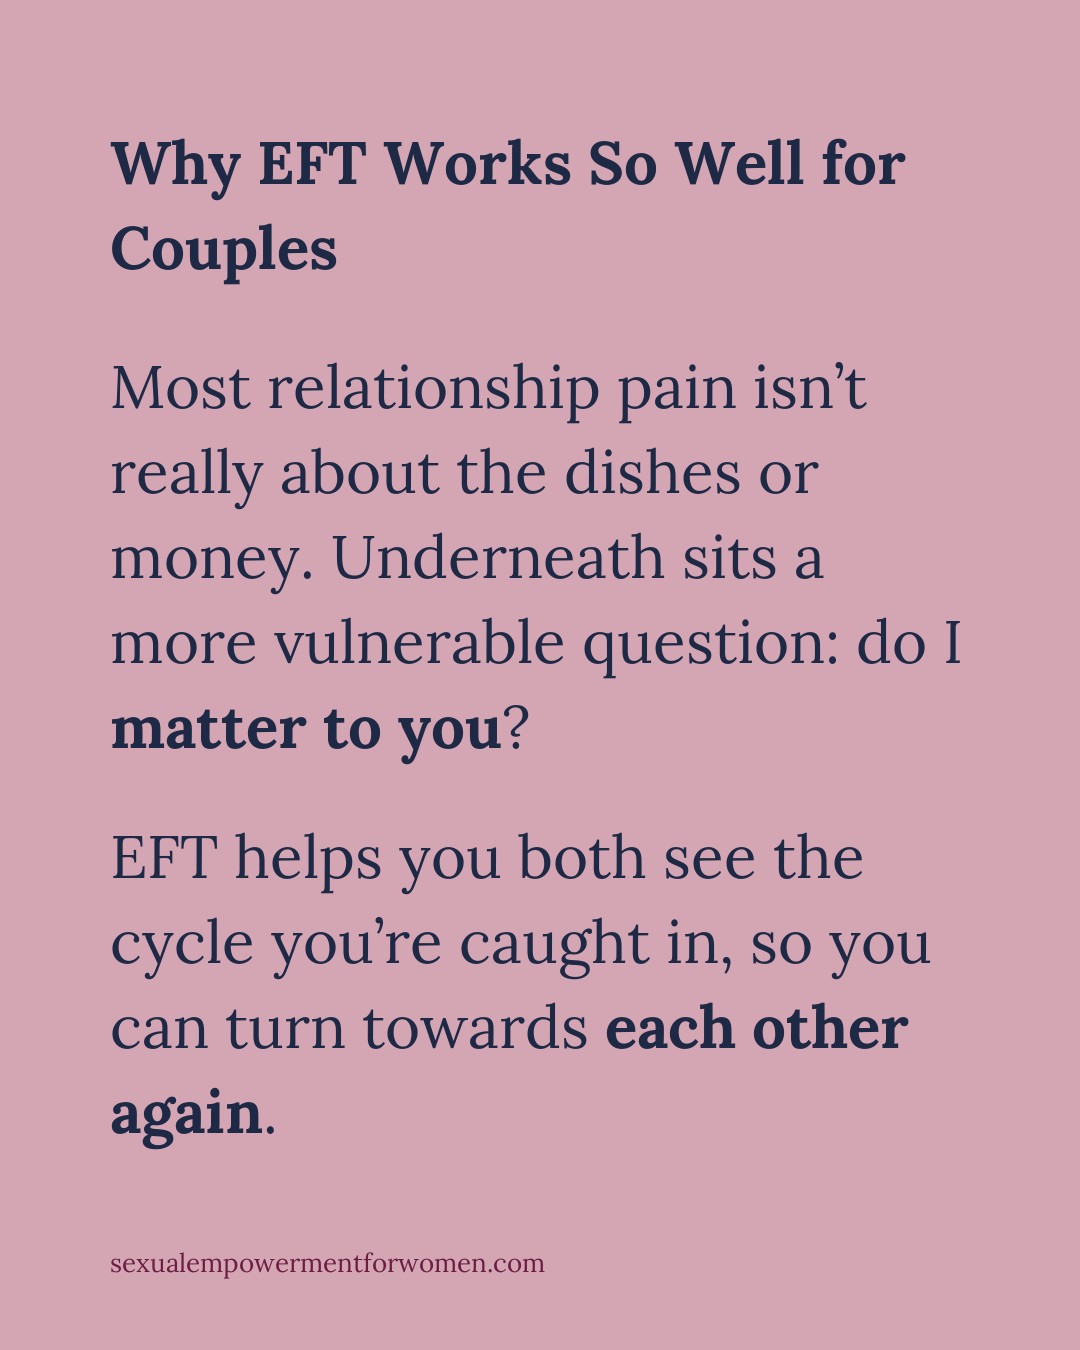 Why EFT Works So Well for
Couples
Most relationship pain isn’t
really about the dishes or
money. Underneath sits a
more vulnerable question: do I
matter to you?
EFT helps you both see the
cycle you’re caught in, so you
can turn towards each other
again.
sexualempowermentforwomen.com